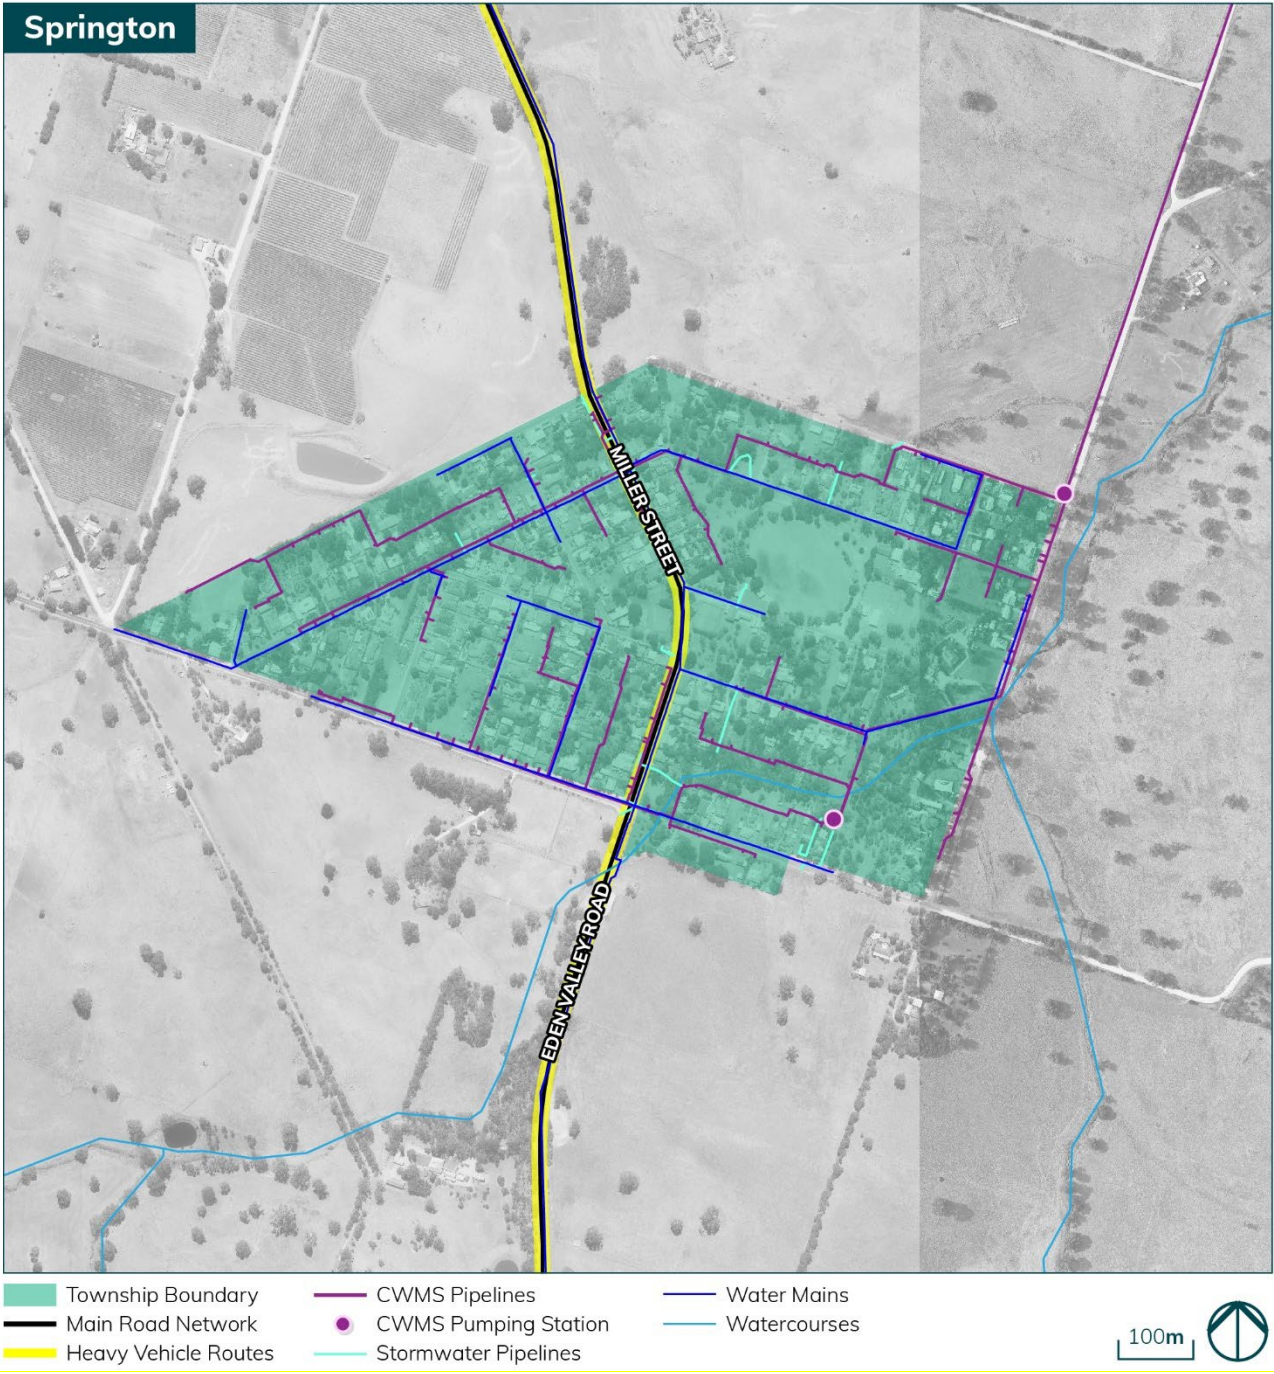 Springton
MILLER STREET
EDEN VALLEY ROAD
Township Boundary
CWMS Pipelines
Water Mains
Main Road Network
CWMS Pumping Station
Watercourses
Heavy Vehicle Routes
Stormwater Pipelines
100m